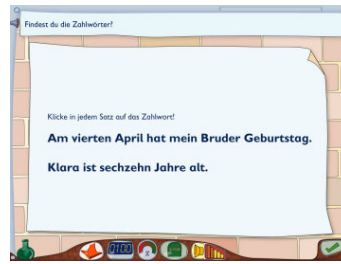 Findest du die Zahlwörter?
Klicke in jedem Satz auf das Zahlwort!
Am vierten April hat mein Bruder Geburtstag.
Klara ist sechzehn Jahre alt.